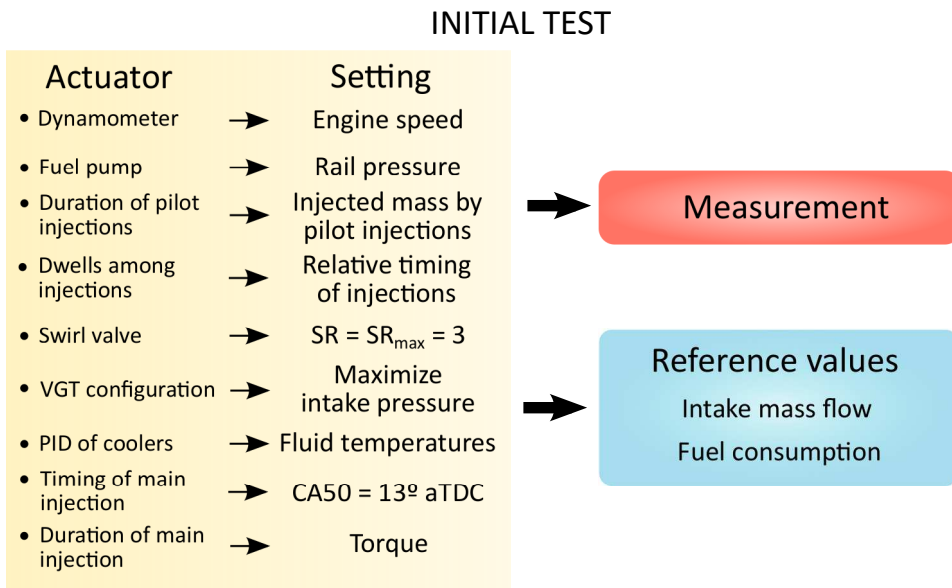 INITIAL TEST
Actuator
Setting
• Dynamometer
Engine speed
• Fuel pump
Rail pressure
• Duration of pilot
injections
Injected mass by
pilot injections
• Dwells among
injections
Relative timing
of injections
• Swirl valve
SR = SRmax = 3
• VGT configuration
Maximize
intake pressure
• PID of coolers
Fluid temperatures
• Timing of main
injection
CA50 = 13º aTDC
• Duration of main
injection
Torque
Measurement
Reference values
Intake mass flow
Fuel consumption